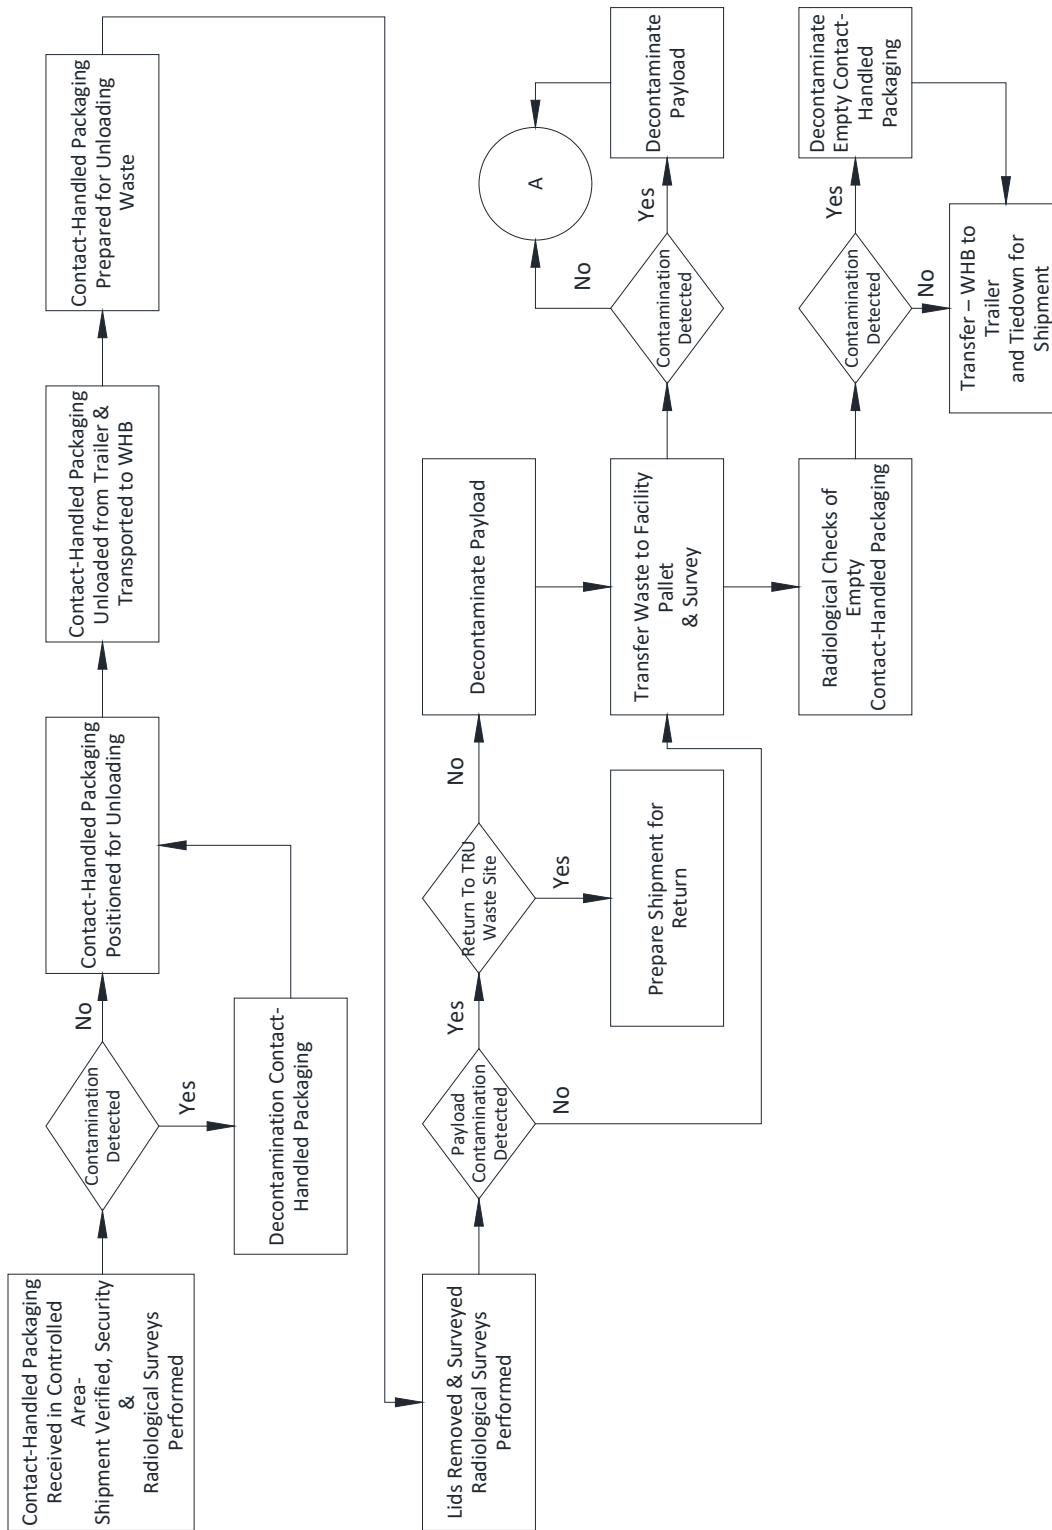 Contact-Handled Packaging
Received in Controlled
Area-
Shipment Verified, Security
&
Radiological Surveys
Performed
Contamination
Detected
No
Yes
Decontamination Contact-
Handled Packaging
Contact-Handled Packaging
Positioned for Unloading
Contact-Handled Packaging
Unloaded from Trailer &
Transported to WHB
Contact-Handled Packaging
Prepared for Unloading
Waste
Lids Removed & Surveyed
Radiological Surveys
Performed
Payload
Contamination
Detected
Yes
No
Return To TRU
Waste Site
No
Yes
Prepare Shipment for
Return
Decontaminate Payload
Transfer Waste to Facility
Pallet
& Survey
Contamination
Detected
No
Yes
A
Decontaminate
Payload
Radiological Checks of
Empty
Contact-Handled Packaging
Contamination
Detected
Yes
No
Decontaminate
Empty Contact-
Handled
Packaging
Transfer – WHB to
Trailer
and Tiedown for
Shipment